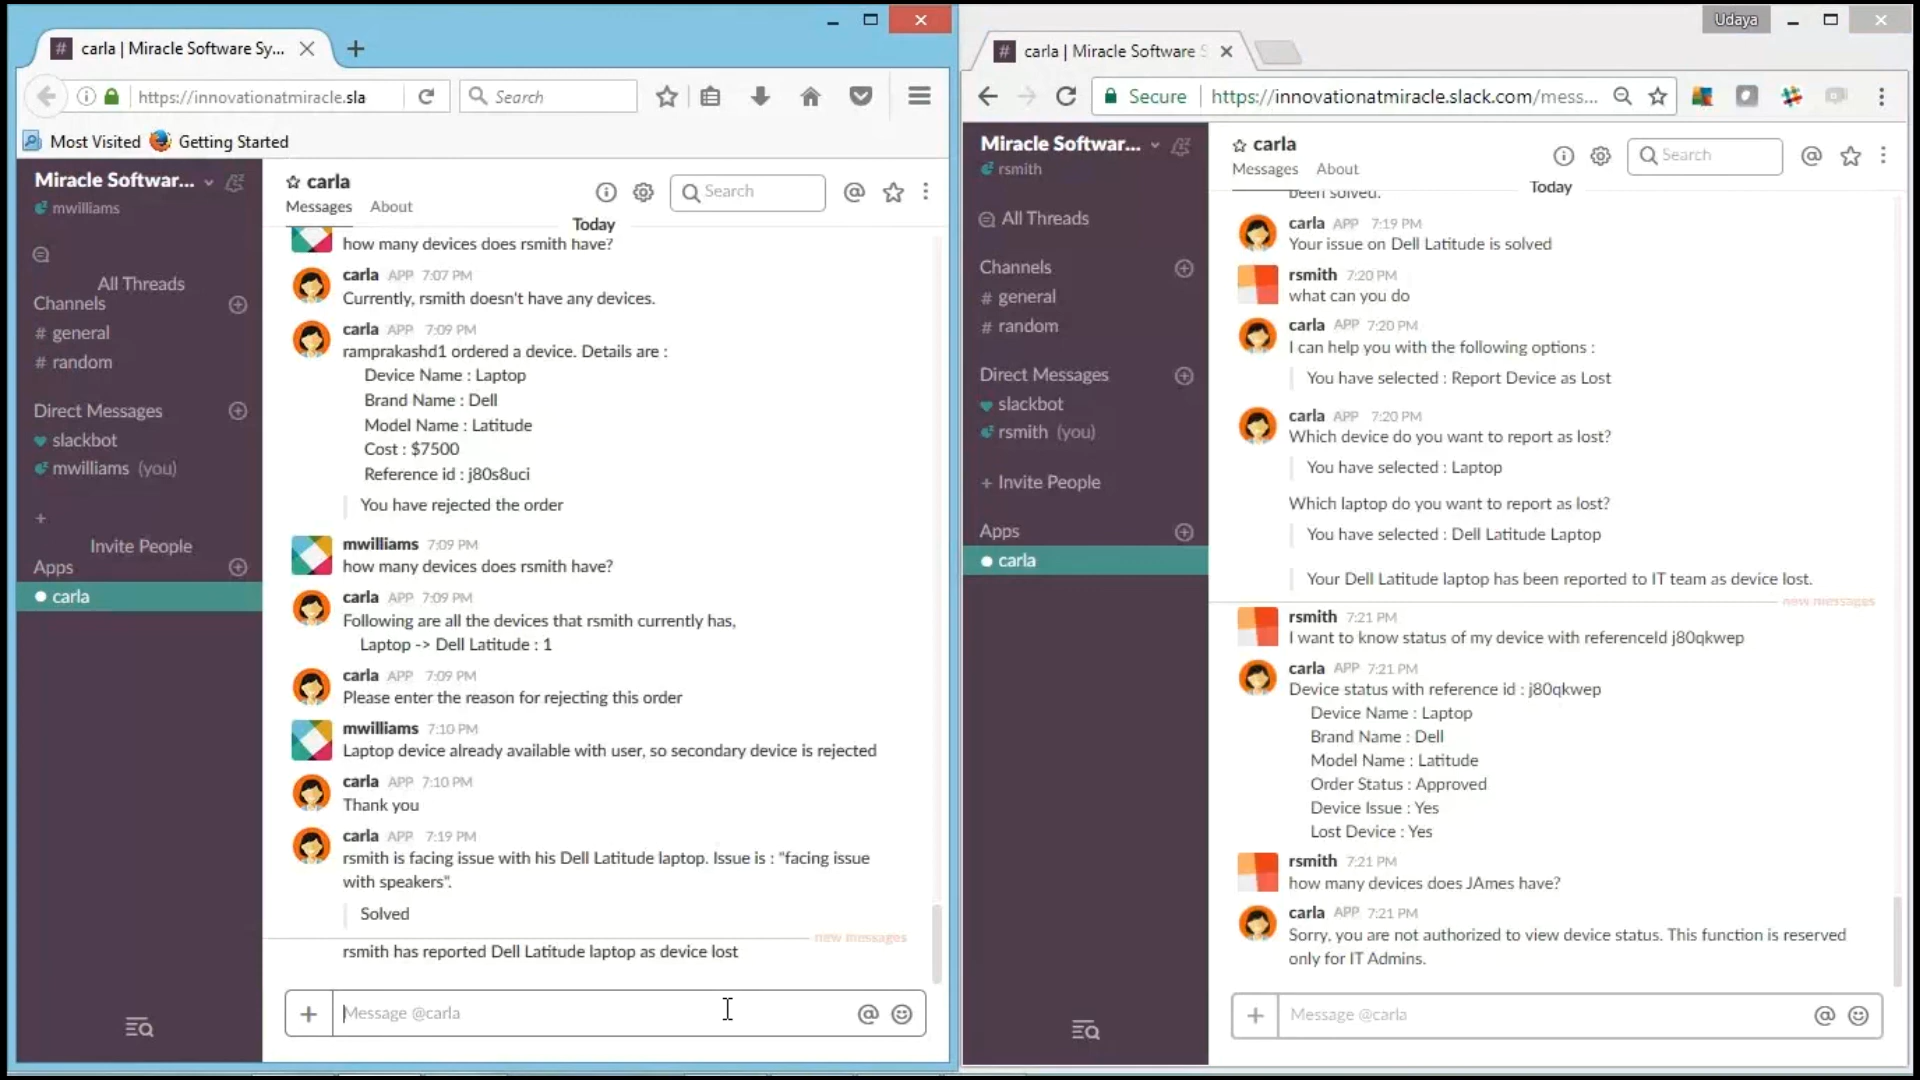 carla | Miracle Software Sy...
https://innovationatmiracle.sla
Search
Most Visited
Getting Started
Miracle Softwar...
mwilliams
All Threads
Channels
# general
# random
Direct Messages
slackbot
mwilliams (you)
+
Invite People
Apps
carla
carla
Messages
About
Search
Today
how many devices does rsmith have?
carla APP 7:07 PM
Currently, rsmith doesn't have any devices.
carla APP 7:09 PM
ramprakashd1 ordered a device. Details are :
Device Name : Laptop
Brand Name : Dell
Model Name : Latitude
Cost : $7500
Reference id : j80s8uci
You have rejected the order
mwilliams 7:09 PM
how many devices does rsmith have?
carla APP 7:09 PM
Following are all the devices that rsmith currently has,
Laptop -> Dell Latitude : 1
carla APP 7:09 PM
Please enter the reason for rejecting this order
mwilliams 7:10 PM
Laptop device already available with user, so secondary device is rejected
carla APP 7:10 PM
Thank you
carla APP 7:19 PM
rsmith is facing issue with his Dell Latitude laptop. Issue is : "facing issue
with speakers".
Solved
new messages
rsmith has reported Dell Latitude laptop as device lost
Message @carla
Udaya
carla | Miracle Software S
Secure
https://innovationatmiracle.slack.com/mess...
Miracle Softwar...
rsmith
All Threads
Channels
# general
# random
Direct Messages
slackbot
rsmith (you)
+ Invite People
Apps
carla
carla
Messages
About
Search
Today
been solved.
carla APP 7:19 PM
Your issue on Dell Latitude is solved
rsmith 7:20 PM
what can you do
carla APP 7:20 PM
I can help you with the following options :
You have selected : Report Device as Lost
carla APP 7:20 PM
Which device do you want to report as lost?
You have selected : Laptop
Which laptop do you want to report as lost?
You have selected : Dell Latitude Laptop
Your Dell Latitude laptop has been reported to IT team as device lost.
new messages
rsmith 7:21 PM
I want to know status of my device with referenceId j80qkwep
carla APP 7:21 PM
Device status with reference id : j80qkwep
Device Name : Laptop
Brand Name : Dell
Model Name : Latitude
Order Status : Approved
Device Issue : Yes
Lost Device : Yes
rsmith 7:21 PM
how many devices does JAmes have?
carla APP 7:21 PM
Sorry, you are not authorized to view device status. This function is reserved
only for IT Admins.
Message @carla